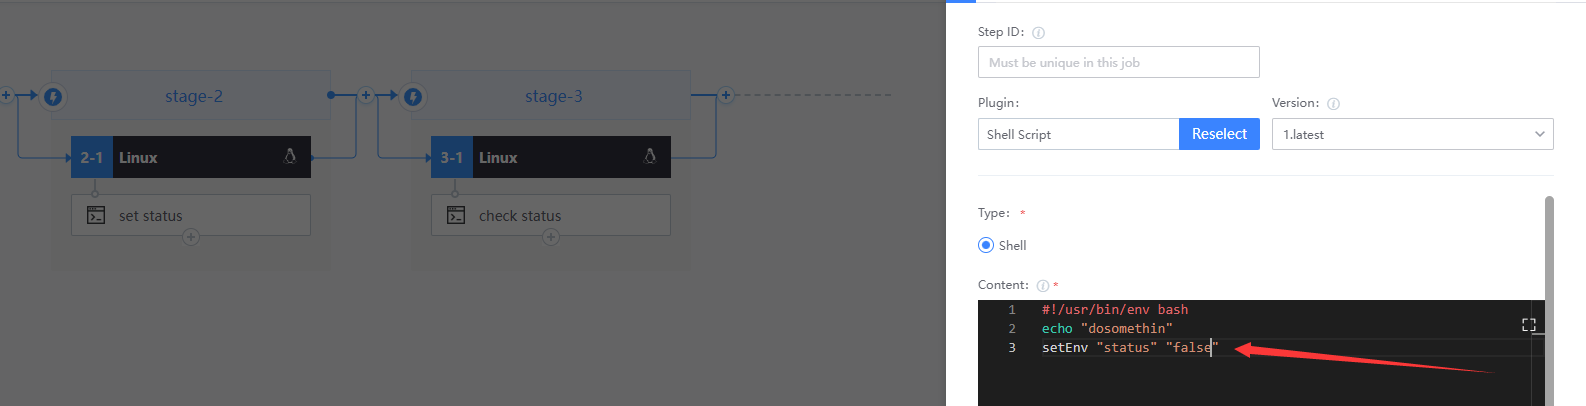 stage-2
stage-3
2-1 Linux
3-1 Linux
set status
check status
Step ID:
Must be unique in this job
Plugin:
Version:
Shell Script
Reselect
1.latest
Type: *
Shell
Content: *
1 #!/usr/bin/env bash
2 echo "dosomethin"
3 setEnv "status" "false"